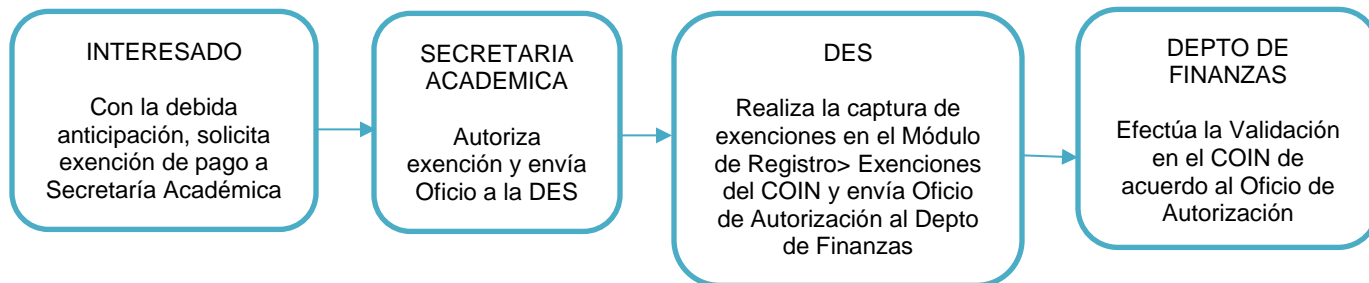 INTERESADO
Con la debida
anticipación, solicita
exención de pago a
Secretaría Académica
SECRETARIA
ACADEMICA
Autoriza
exención y envía
Oficio a la DES
DES
Realiza la captura de
exenciones en el Módulo
de Registro> Exenciones
del COIN y envía Oficio
de Autorización al Depto
de Finanzas
DEPTO DE
FINANZAS
Efectúa la Validación
en el COIN de
acuerdo al Oficio de
Autorización